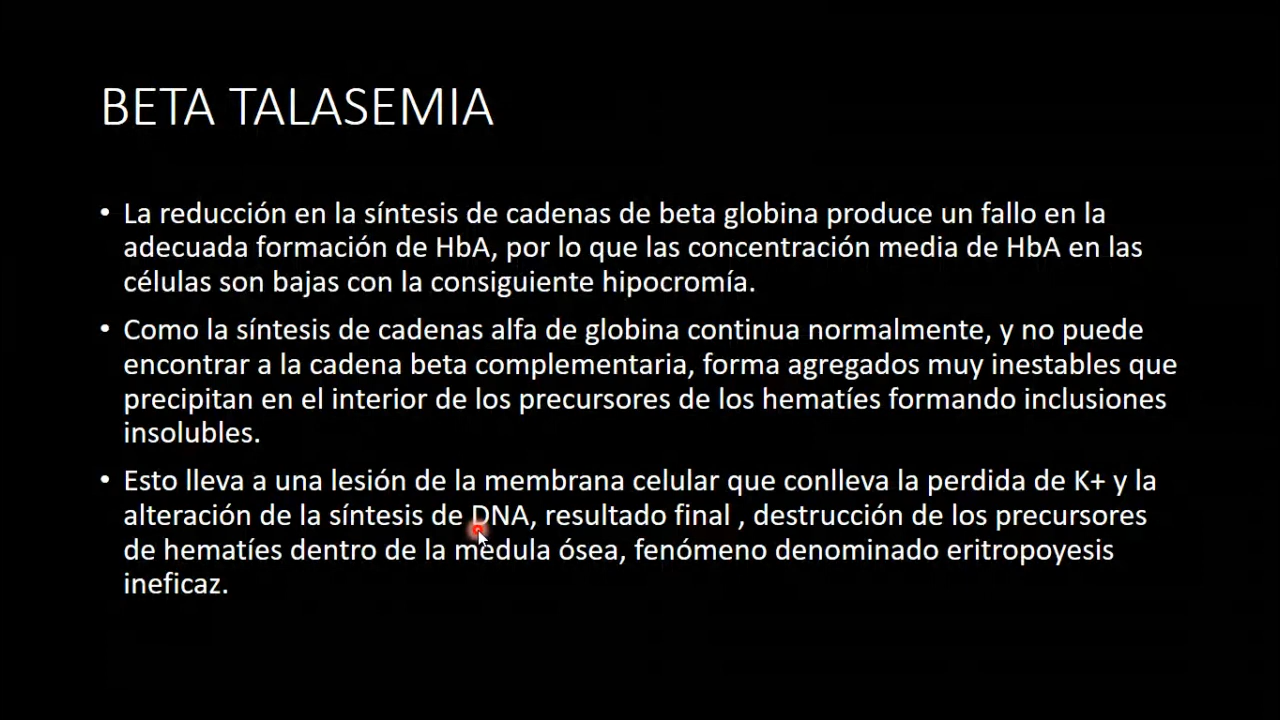 BETA TALASEMIA
• La reducción en la síntesis de cadenas de beta globina produce un fallo en la
adecuada formación de HbA, por lo que las concentración media de HbA en las
células son bajas con la consiguiente hipocromía.
• Como la síntesis de cadenas alfa de globina continua normalmente, y no puede
encontrar a la cadena beta complementaria, forma agregados muy inestables que
precipitan en el interior de los precursores de los hematíes formando inclusiones
insolubles.
• Esto lleva a una lesión de la membrana celular que conlleva la perdida de K+ y la
alteración de la síntesis de DNA, resultado final , destrucción de los precursores
de hematíes dentro de la medula ósea, fenómeno denominado eritropoyesis
ineficaz.